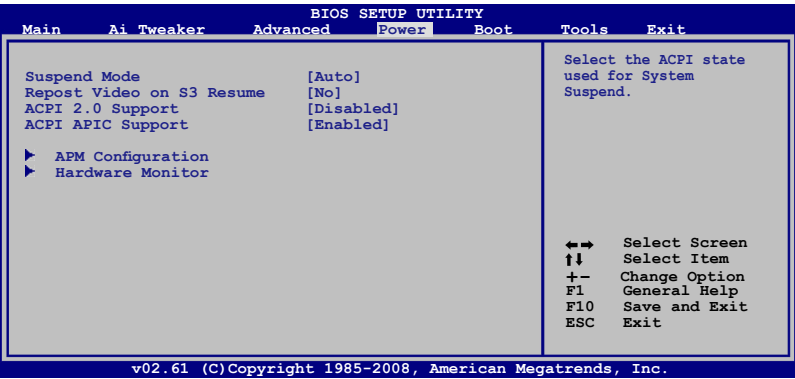 BIOS SETUP UTILITY
Main Ai Tweaker Advanced Power Boot Tools Exit
Suspend Mode [Auto]
Repost Video on S3 Resume [No]
ACPI 2.0 Support [Disabled]
ACPI APIC Support [Enabled]
APM Configuration
Hardware Monitor
Select the ACPI state
used for System
Suspend.
←→ Select Screen
↑↓ Select Item
+- Change Option
F1 General Help
F10 Save and Exit
ESC Exit
v02.61 (C)Copyright 1985-2008, American Megatrends, Inc.